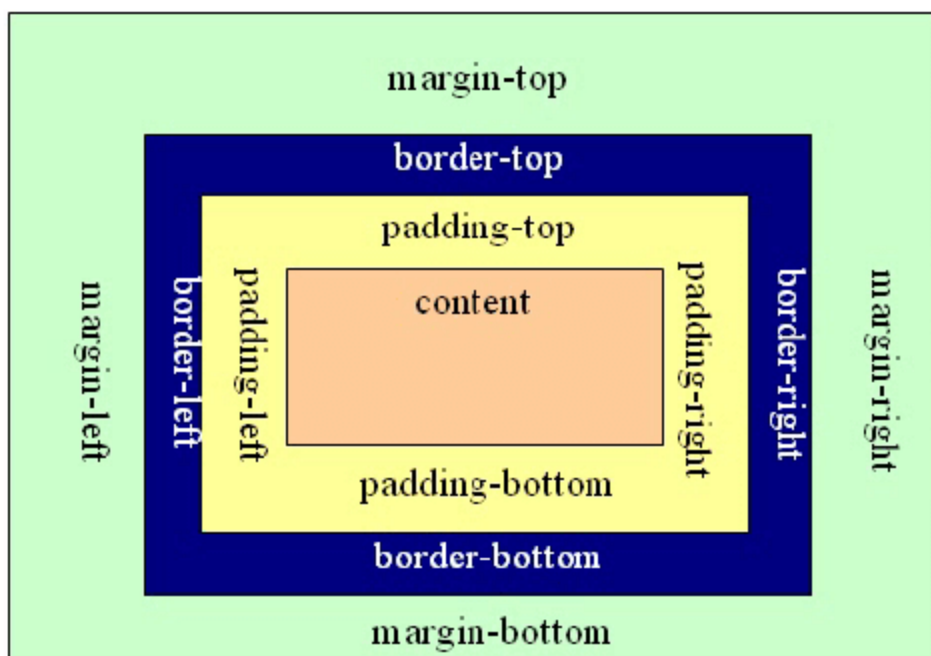 margin-top
border-top
padding-top
margin-left
border-left
padding-left
content
padding-right
border-right
margin-right
padding-bottom
border-bottom
margin-bottom